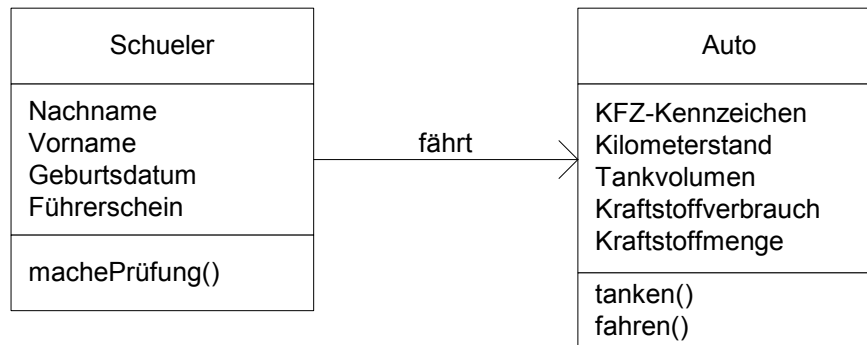 Schueler
Nachname
Vorname
Geburtsdatum
Führerschein
machePrüfung()
fährt
Auto
KFZ-Kennzeichen
Kilometerstand
Tankvolumen
Kraftstoffverbrauch
Kraftstoffmenge
tanken()
fahren()